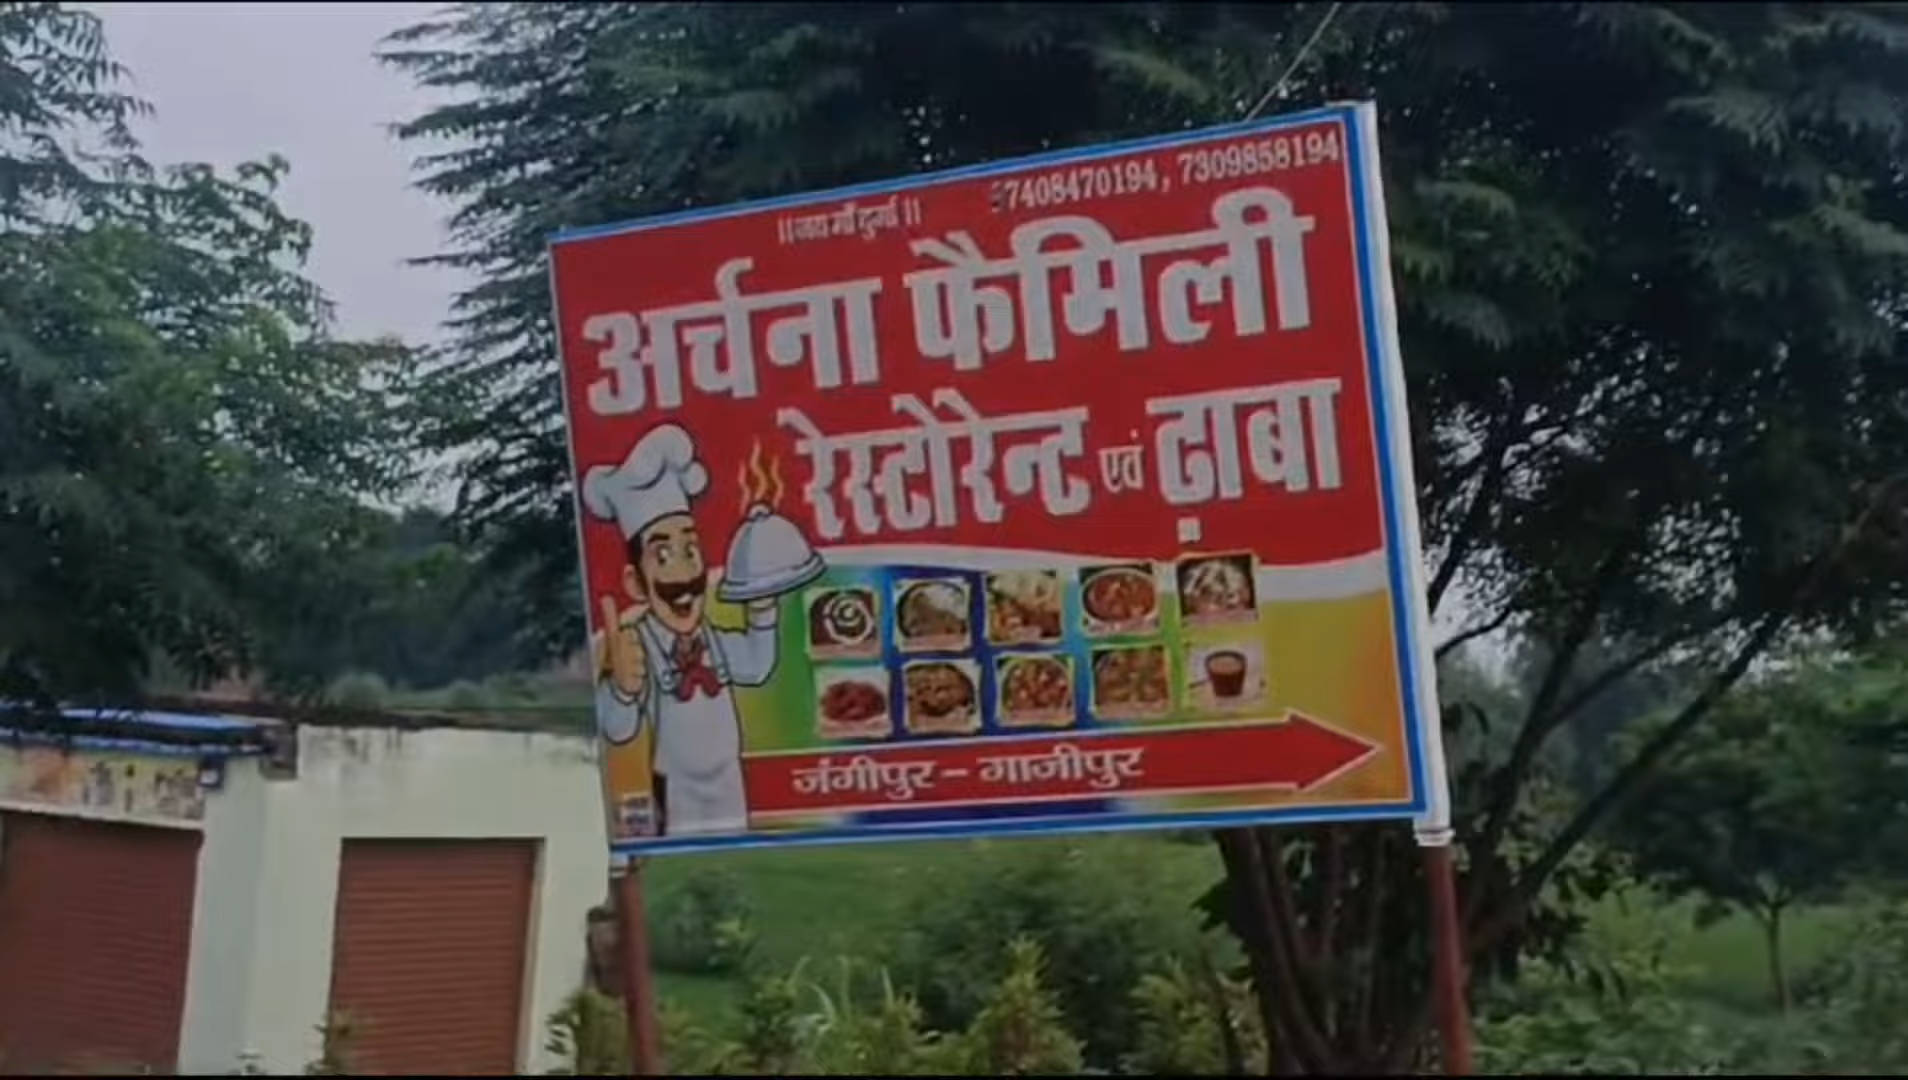 7408470194, 7309858194
॥ जय माँ दुर्गा ॥
अर्चना फैमिली
रेस्टोरेन्ट एवं ढ़ाबा
जंगीपुर - गाजीपुर